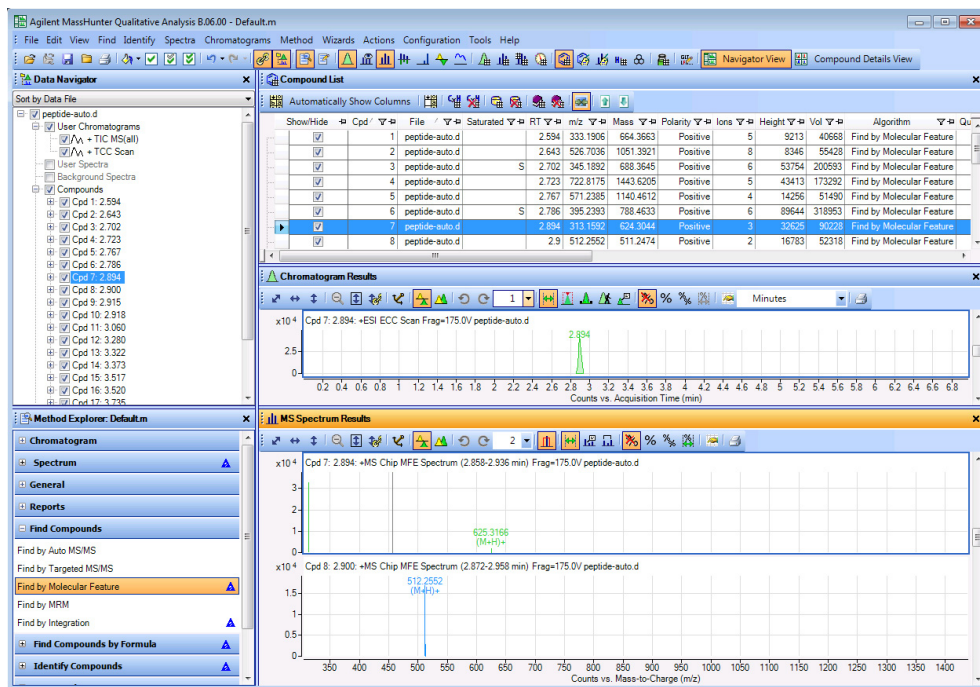 Agilent MassHunter Qualitative Analysis B.06.00 - Default.m
File Edit View Find Identify Spectra Chromatograms Method Wizards Actions Configuration Tools Help
Navigator View Compound Details View
Data Navigator
Sort by Data File
peptide-auto.d
User Chromatograms
+ TIC MS(all)
+ TCC Scan
User Spectra
Background Spectra
Compounds
Cpd 1: 2.594
Cpd 2: 2.643
Cpd 3: 2.702
Cpd 4: 2.723
Cpd 5: 2.767
Cpd 6: 2.786
Cpd 7: 2.894
Cpd 8: 2.900
Cpd 9: 2.915
Cpd 10: 2.918
Cpd 11: 3.060
Cpd 12: 3.280
Cpd 13: 3.322
Cpd 14: 3.373
Cpd 15: 3.517
Cpd 16: 3.520
Cpd 17: 3.735
Compound List
Automatically Show Columns
Show/Hide Cpd File Saturated RT m/z Mass Polarity Ions Height Vol Algorithm Qu
1 peptide-auto.d 2.594 333.1906 664.3663 Positive 5 9213 40668 Find by Molecular Feature
2 peptide-auto.d 2.643 526.7036 1051.3921 Positive 8 8346 55428 Find by Molecular Feature
3 peptide-auto.d S 2.702 345.1892 688.3645 Positive 6 53754 200593 Find by Molecular Feature
4 peptide-auto.d 2.723 722.8175 1443.6205 Positive 5 43413 173292 Find by Molecular Feature
5 peptide-auto.d 2.767 571.2385 1140.4612 Positive 4 14256 51490 Find by Molecular Feature
6 peptide-auto.d S 2.786 395.2393 788.4633 Positive 6 89644 318953 Find by Molecular Feature
7 peptide-auto.d 2.894 313.1592 624.3044 Positive 3 32625 90228 Find by Molecular Feature
8 peptide-auto.d 2.9 512.2552 511.2474 Positive 2 16783 52318 Find by Molecular Feature
Chromatogram Results
1 % Minutes
x10 4 Cpd 7: 2.894: +ESI ECC Scan Frag=175.0V peptide-auto.d
2.894
2.5
0
0.2 0.4 0.6 0.8 1 1.2 1.4 1.6 1.8 2 2.2 2.4 2.6 2.8 3 3.2 3.4 3.6 3.8 4 4.2 4.4 4.6 4.8 5 5.2 5.4 5.6 5.8 6 6.2 6.4 6.6 6.8
Counts vs. Acquisition Time (min)
Method Explorer: Default.m
Chromatogram
Spectrum
General
Reports
Find Compounds
Find by Auto MS/MS
Find by Targeted MS/MS
Find by Molecular Feature
Find by MRM
Find by Integration
Find Compounds by Formula
Identify Compounds
MS Spectrum Results
2 %
x10 4 Cpd 7: 2.894: +MS Chip MFE Spectrum (2.858-2.936 min) Frag=175.0V peptide-auto.d
3
2
1
0
625.3166
(M+H)+
x10 4 Cpd 8: 2.900: +MS Chip MFE Spectrum (2.872-2.958 min) Frag=175.0V peptide-auto.d
512.2552
(M+H)+
1.5
1
0.5
0
350 400 450 500 550 600 650 700 750 800 850 900 950 1000 1050 1100 1150 1200 1250 1300 1350 1400
Counts vs. Mass-to-Charge (m/z)